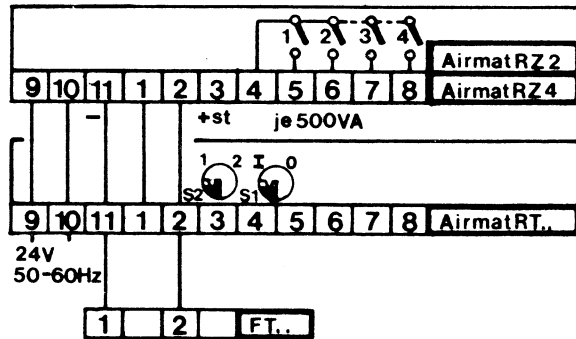 1 2 3 4
Airmat RZ 2
9 10 11 1 2 3 4 5 6 7 8 Airmat RZ 4
− +st je 500VA
1 2 I O
S2 S1
9 10 11 1 2 3 4 5 6 7 8 Airmat RT..
24V
50-60Hz
1 2 FT..